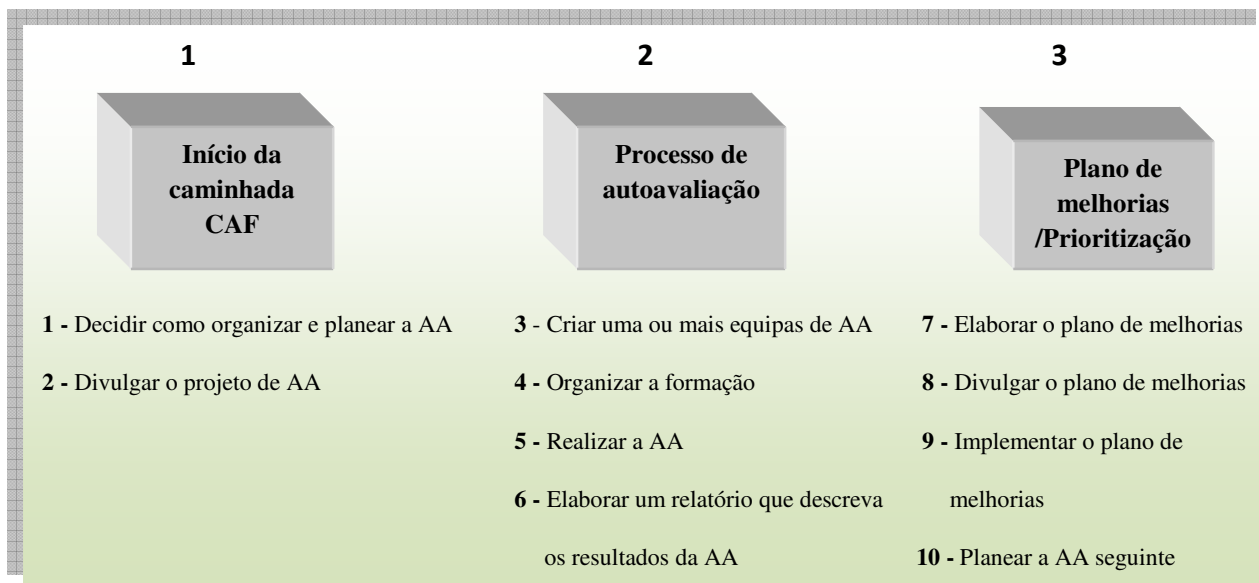 1
Início da
caminhada
CAF
1 - Decidir como organizar e planear a AA
2 - Divulgar o projeto de AA
2
Processo de
autoavaliação
3 - Criar uma ou mais equipas de AA
4 - Organizar a formação
5 - Realizar a AA
6 - Elaborar um relatório que descreva
os resultados da AA
3
Plano de
melhorias
/Prioritização
7 - Elaborar o plano de melhorias
8 - Divulgar o plano de melhorias
9 - Implementar o plano de
melhorias
10 - Planear a AA seguinte